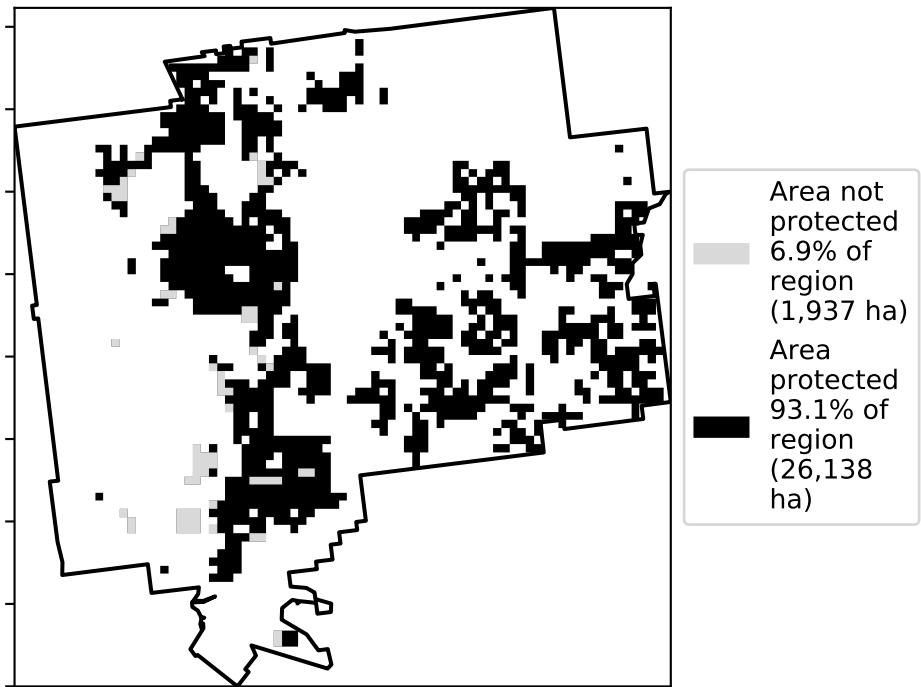 Area not
protected
6.9% of
region
(1,937 ha)
Area
protected
93.1% of
region
(26,138
ha)